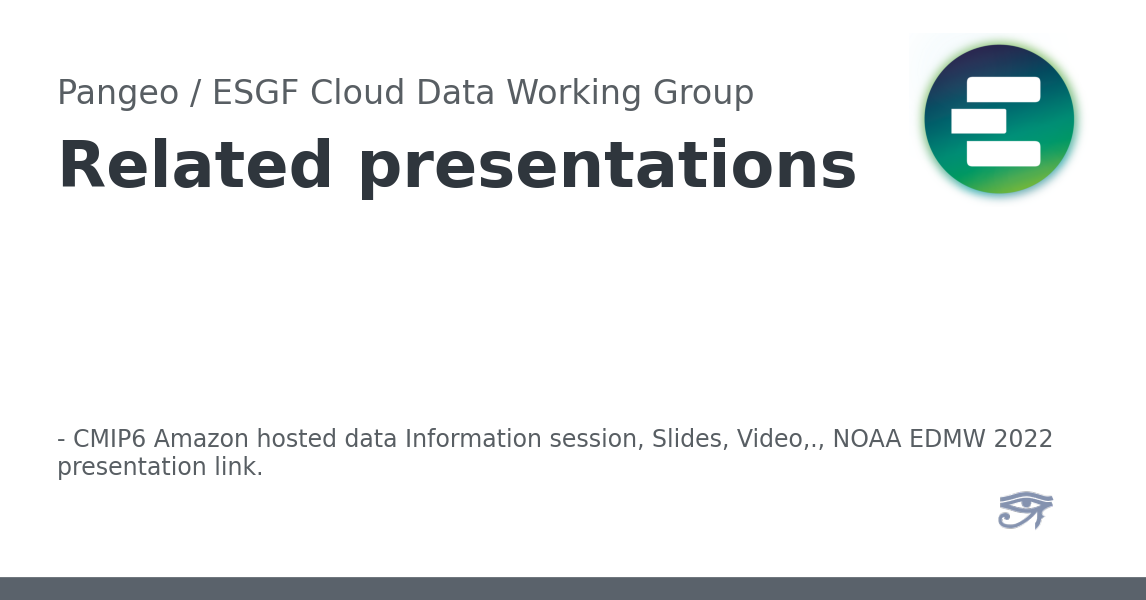 Pangeo / ESGF Cloud Data Working Group
Related presentations
- CMIP6 Amazon hosted data Information session, Slides, Video,., NOAA EDMW 2022
presentation link.